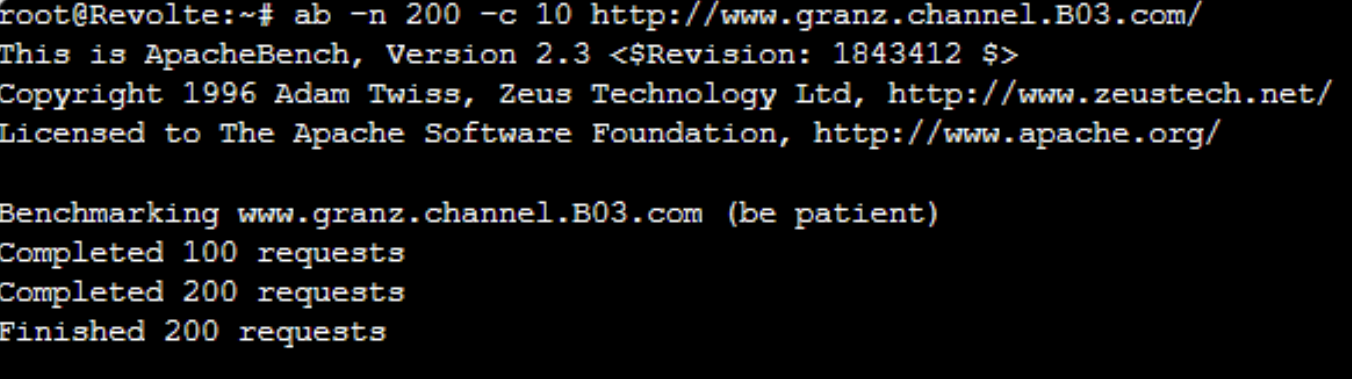 root@Revolte:~# ab -n 200 -c 10 http://www.granz.channel.B03.com/
This is ApacheBench, Version 2.3 <$Revision: 1843412 $>
Copyright 1996 Adam Twiss, Zeus Technology Ltd, http://www.zeustech.net/
Licensed to The Apache Software Foundation, http://www.apache.org/

Benchmarking www.granz.channel.B03.com (be patient)
Completed 100 requests
Completed 200 requests
Finished 200 requests